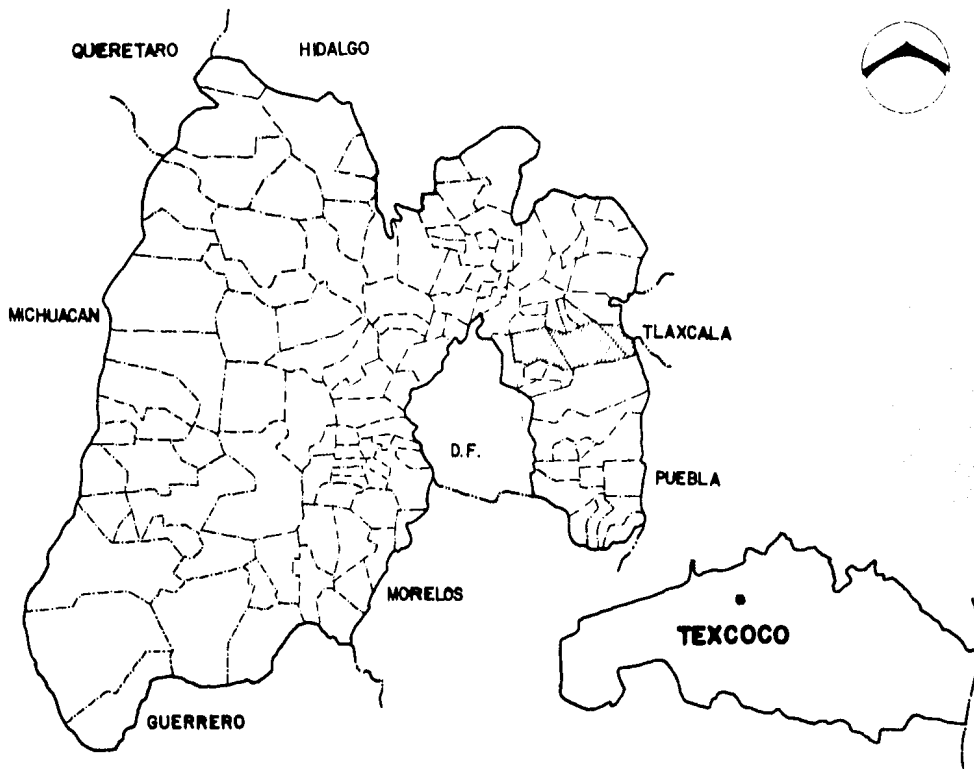 QUERETARO
HIDALGO
MICHUACAN
TLAXCALA
D.F.
PUEBLA
MORELOS
TEXCOCO
GUERRERO